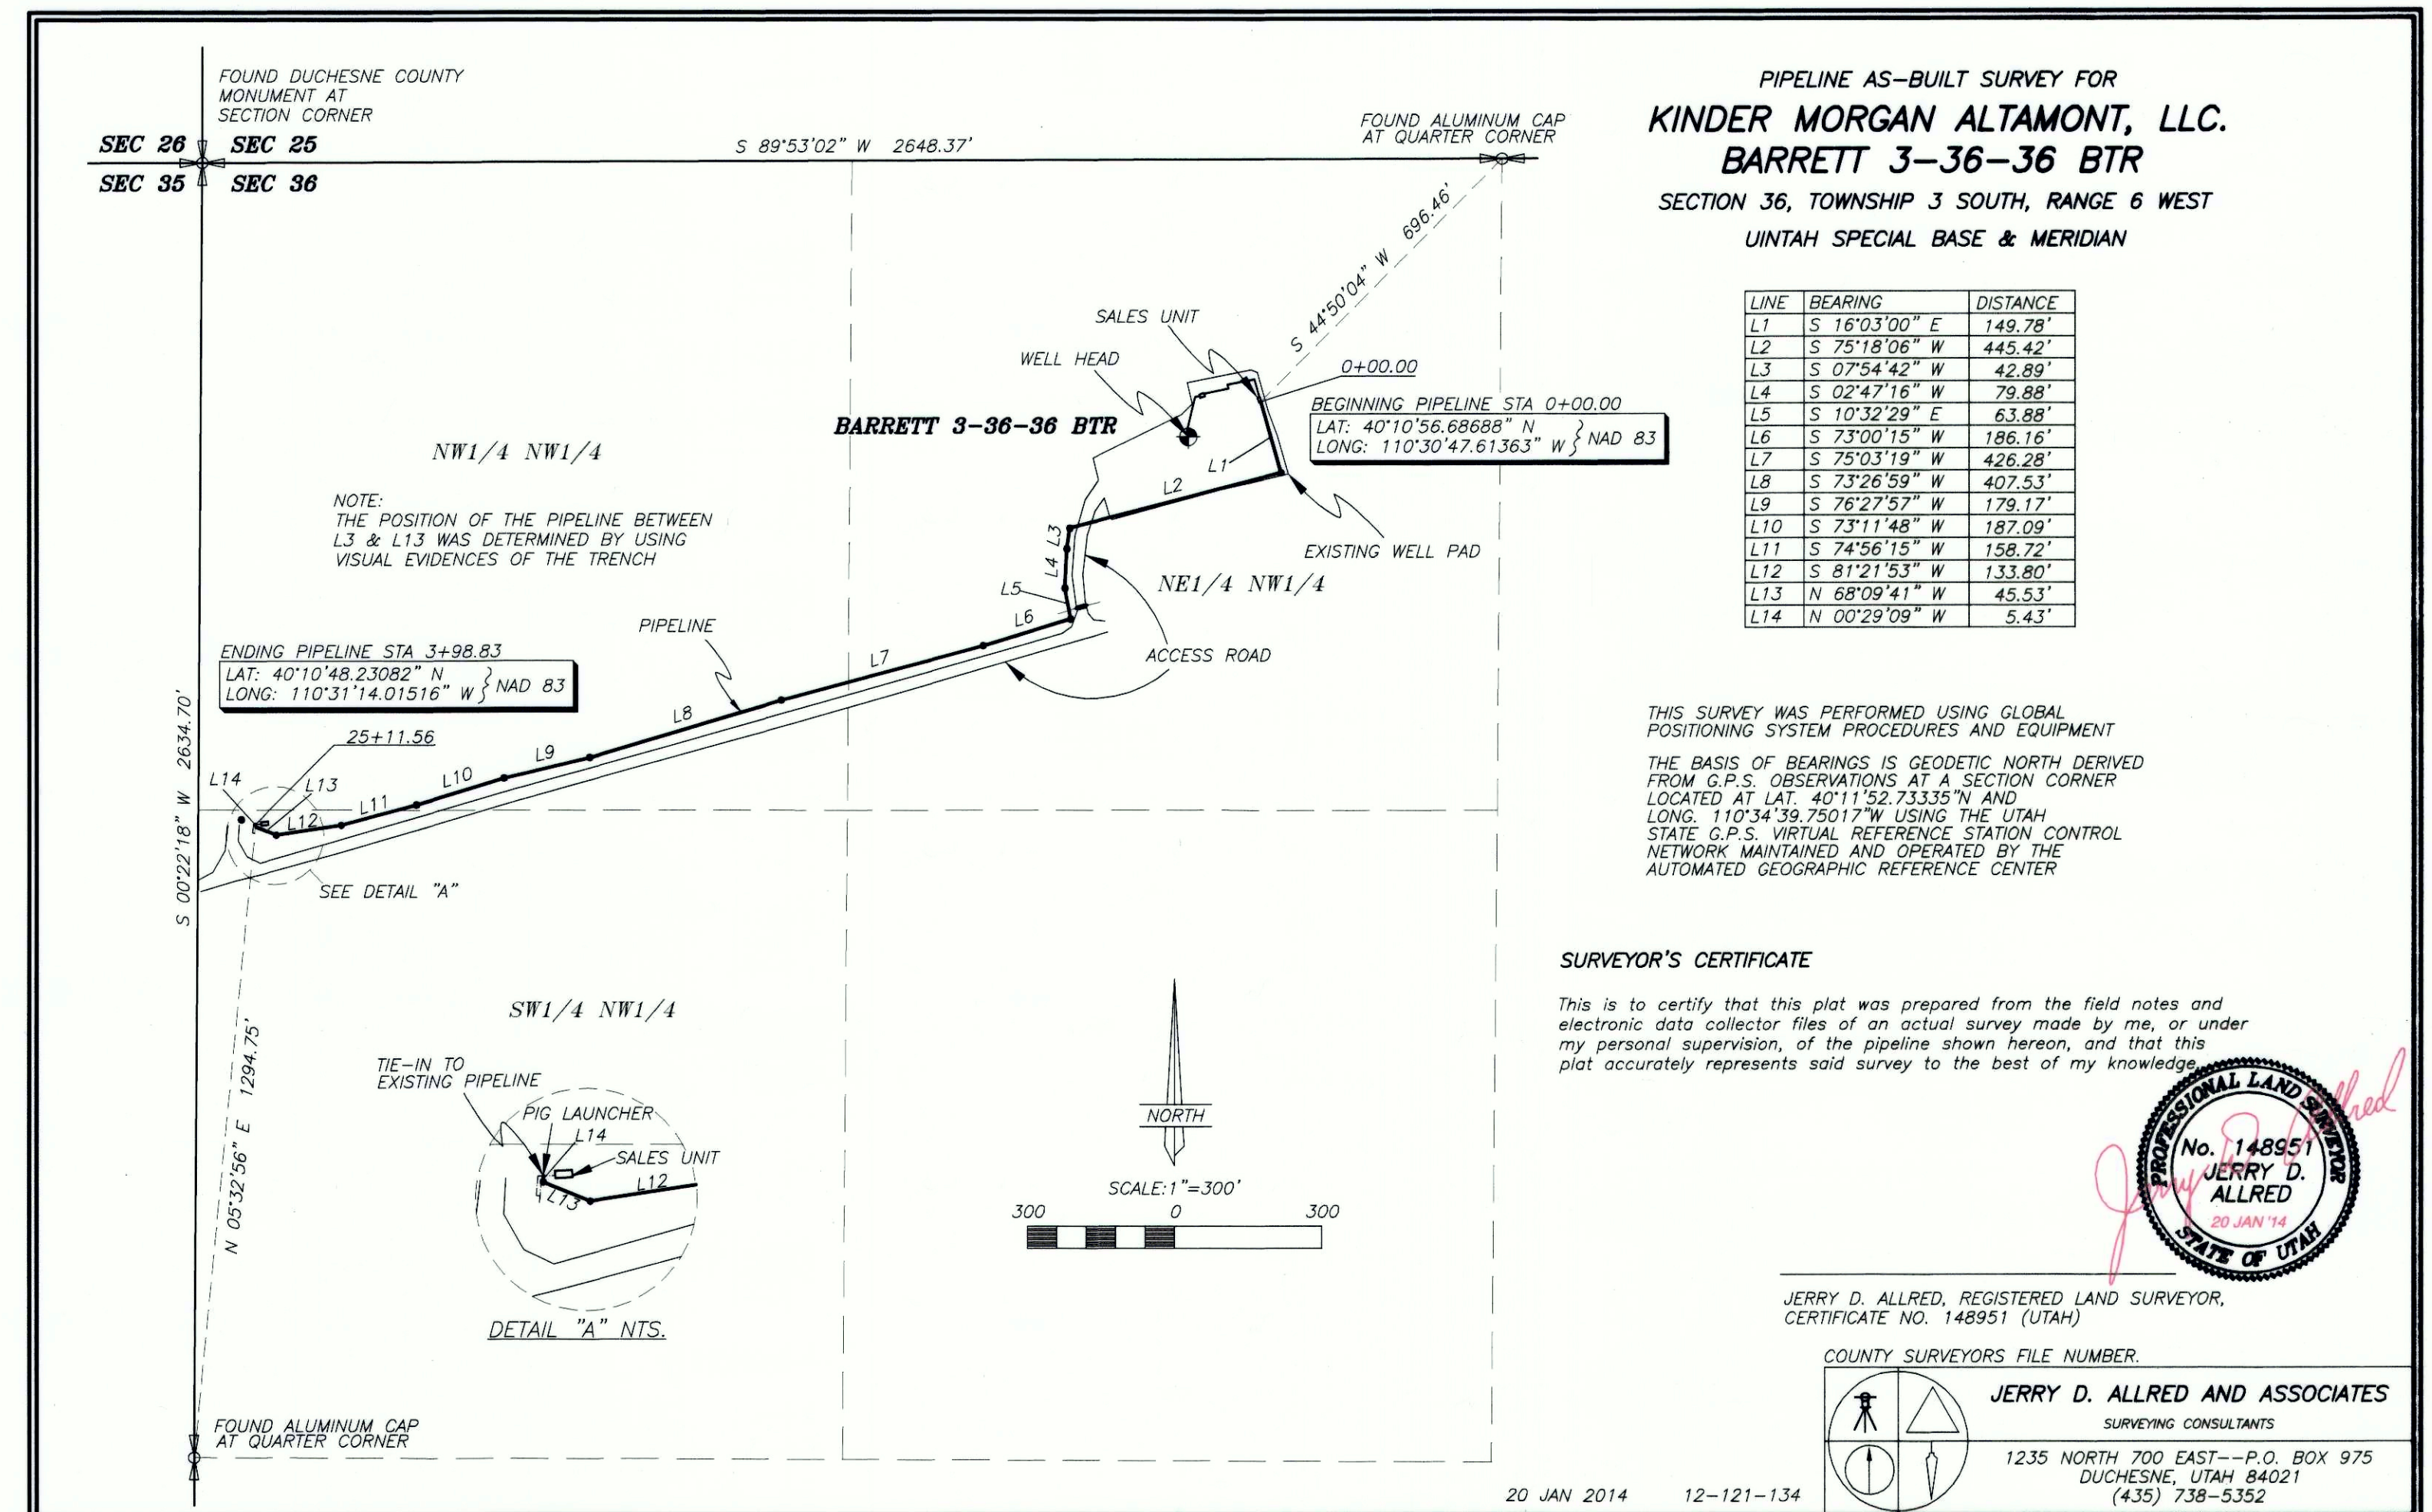 FOUND DUCHESNE COUNTY
MONUMENT AT
SECTION CORNER
SEC 26
SEC 25
SEC 35
SEC 36
S 89°53'02" W 2648.37'
FOUND ALUMINUM CAP
AT QUARTER CORNER
S 44°50'04" W 696.46'
SALES UNIT
WELL HEAD
0+00.00
BARRETT 3-36-36 BTR
BEGINNING PIPELINE STA 0+00.00
LAT: 40°10'56.68688" N
LONG: 110°30'47.61363" W
NAD 83
NW1/4 NW1/4
L1
L2
NOTE:
THE POSITION OF THE PIPELINE BETWEEN
L3 & L13 WAS DETERMINED BY USING
VISUAL EVIDENCES OF THE TRENCH
L3
L4
L5
L6
EXISTING WELL PAD
NE1/4 NW1/4
PIPELINE
ACCESS ROAD
L7
L8
L9
L10
L11
L12
L13
L14
ENDING PIPELINE STA 3+98.83
LAT: 40°10'48.23082" N
LONG: 110°31'14.01516" W
NAD 83
25+11.56
S 00°22'18" W 2634.70'
SEE DETAIL "A"
N 05°32'56" E 1294.75'
SW1/4 NW1/4
TIE-IN TO
EXISTING PIPELINE
PIG LAUNCHER
L14
SALES UNIT
L12
L13
DETAIL "A" NTS.
FOUND ALUMINUM CAP
AT QUARTER CORNER
NORTH
SCALE: 1"=300'
300 0 300
PIPELINE AS-BUILT SURVEY FOR
KINDER MORGAN ALTAMONT, LLC.
BARRETT 3-36-36 BTR
SECTION 36, TOWNSHIP 3 SOUTH, RANGE 6 WEST
UINTAH SPECIAL BASE & MERIDIAN
LINE BEARING DISTANCE
L1 S 16°03'00" E 149.78'
L2 S 75°18'06" W 445.42'
L3 S 07°54'42" W 42.89'
L4 S 02°47'16" W 79.88'
L5 S 10°32'29" E 63.88'
L6 S 73°00'15" W 186.16'
L7 S 75°03'19" W 426.28'
L8 S 73°26'59" W 407.53'
L9 S 76°27'57" W 179.17'
L10 S 73°11'48" W 187.09'
L11 S 74°56'15" W 158.72'
L12 S 81°21'53" W 133.80'
L13 N 68°09'41" W 45.53'
L14 N 00°29'09" W 5.43'
THIS SURVEY WAS PERFORMED USING GLOBAL
POSITIONING SYSTEM PROCEDURES AND EQUIPMENT
THE BASIS OF BEARINGS IS GEODETIC NORTH DERIVED
FROM G.P.S. OBSERVATIONS AT A SECTION CORNER
LOCATED AT LAT. 40°11'52.73335"N AND
LONG. 110°34'39.75017"W USING THE UTAH
STATE G.P.S. VIRTUAL REFERENCE STATION CONTROL
NETWORK MAINTAINED AND OPERATED BY THE
AUTOMATED GEOGRAPHIC REFERENCE CENTER
SURVEYOR'S CERTIFICATE
This is to certify that this plat was prepared from the field notes and
electronic data collector files of an actual survey made by me, or under
my personal supervision, of the pipeline shown hereon, and that this
plat accurately represents said survey to the best of my knowledge.
Jerry D. Allred
PROFESSIONAL LAND SURVEYOR
No. 148951
JERRY D.
ALLRED
20 JAN '14
STATE OF UTAH
JERRY D. ALLRED, REGISTERED LAND SURVEYOR,
CERTIFICATE NO. 148951 (UTAH)
COUNTY SURVEYORS FILE NUMBER.
JERRY D. ALLRED AND ASSOCIATES
SURVEYING CONSULTANTS
1235 NORTH 700 EAST--P.O. BOX 975
DUCHESNE, UTAH 84021
(435) 738-5352
20 JAN 2014 12-121-134